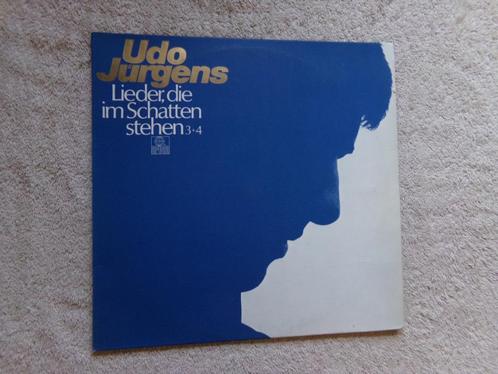 Udo
Jürgens
Lieder, die
im Schatten
stehen 3+4